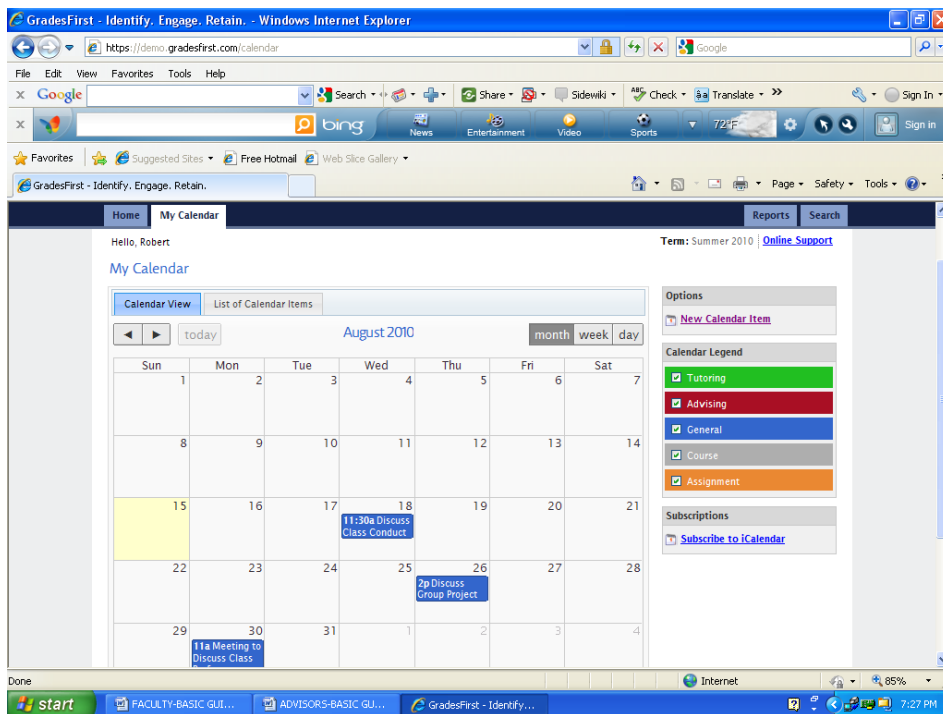 GradesFirst - Identify. Engage. Retain. - Windows Internet Explorer
https://demo.gradesfirst.com/calendar
Google
File Edit View Favorites Tools Help
x Google Search Share Sidewiki ABC Check äa Translate >> Sign In
x bing News Entertainment Video Sports 72°F Sign in
Favorites Suggested Sites Free Hotmail Web Slice Gallery
GradesFirst - Identify. Engage. Retain.
Page Safety Tools
Home My Calendar Reports Search
Hello, Robert
Term: Summer 2010 Online Support
My Calendar
Calendar View List of Calendar Items
today August 2010 month week day
Sun Mon Tue Wed Thu Fri Sat
1 2 3 4 5 6 7
8 9 10 11 12 13 14
15 16 17 18 19 20 21
11:30a Discuss
Class Conduct
22 23 24 25 26 27 28
2p Discuss
Group Project
29 30 31 1 2 3 4
11a Meeting to
Discuss Class
Options
New Calendar Item
Calendar Legend
Tutoring
Advising
General
Course
Assignment
Subscriptions
Subscribe to iCalendar
Done Internet 85%
start FACULTY-BASIC GUI... ADVISORS-BASIC GU... GradesFirst - Identify... 7:27 PM